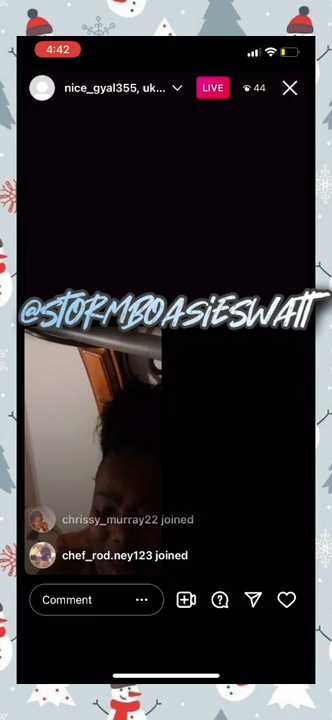 4:42
nice_gyal355, uk...
LIVE
44
@STORMBOASIESWATT
chrissy_murray22 joined
chef_rod.ney123 joined
Comment